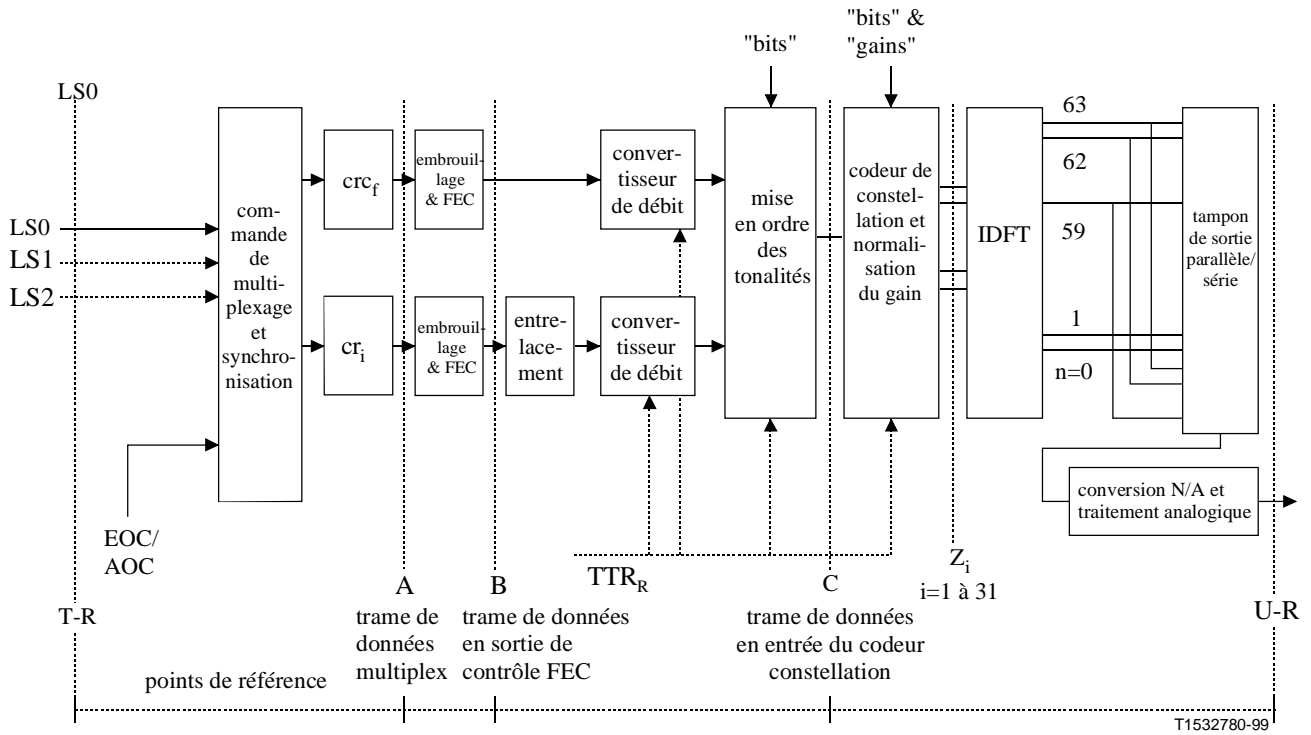 "bits"
"bits" &
"gains"
LS0
LS0
LS1
LS2
com-
mande
de
multi-
plexage
et
synchro-
nisation
EOC/
AOC
crc_f
cr_i
embrouil-
lage
& FEC
embrouil-
lage
& FEC
entre-
lace-
ment
conver-
tisseur
de débit
conver-
tisseur
de débit
mise
en ordre
des
tonalités
codeur de
constel-
lation et
normali-
sation
du gain
IDFT
63
62
59
1
n=0
tampon
de sortie
parallèle/
série
conversion N/A et
traitement analogique
TTR_R
Z_i
i=1 à 31
T-R
A
trame de
données
multiplex
B
trame de données
en sortie de
contrôle FEC
C
trame de données
en entrée du codeur
constellation
U-R
points de référence
T1532780-99